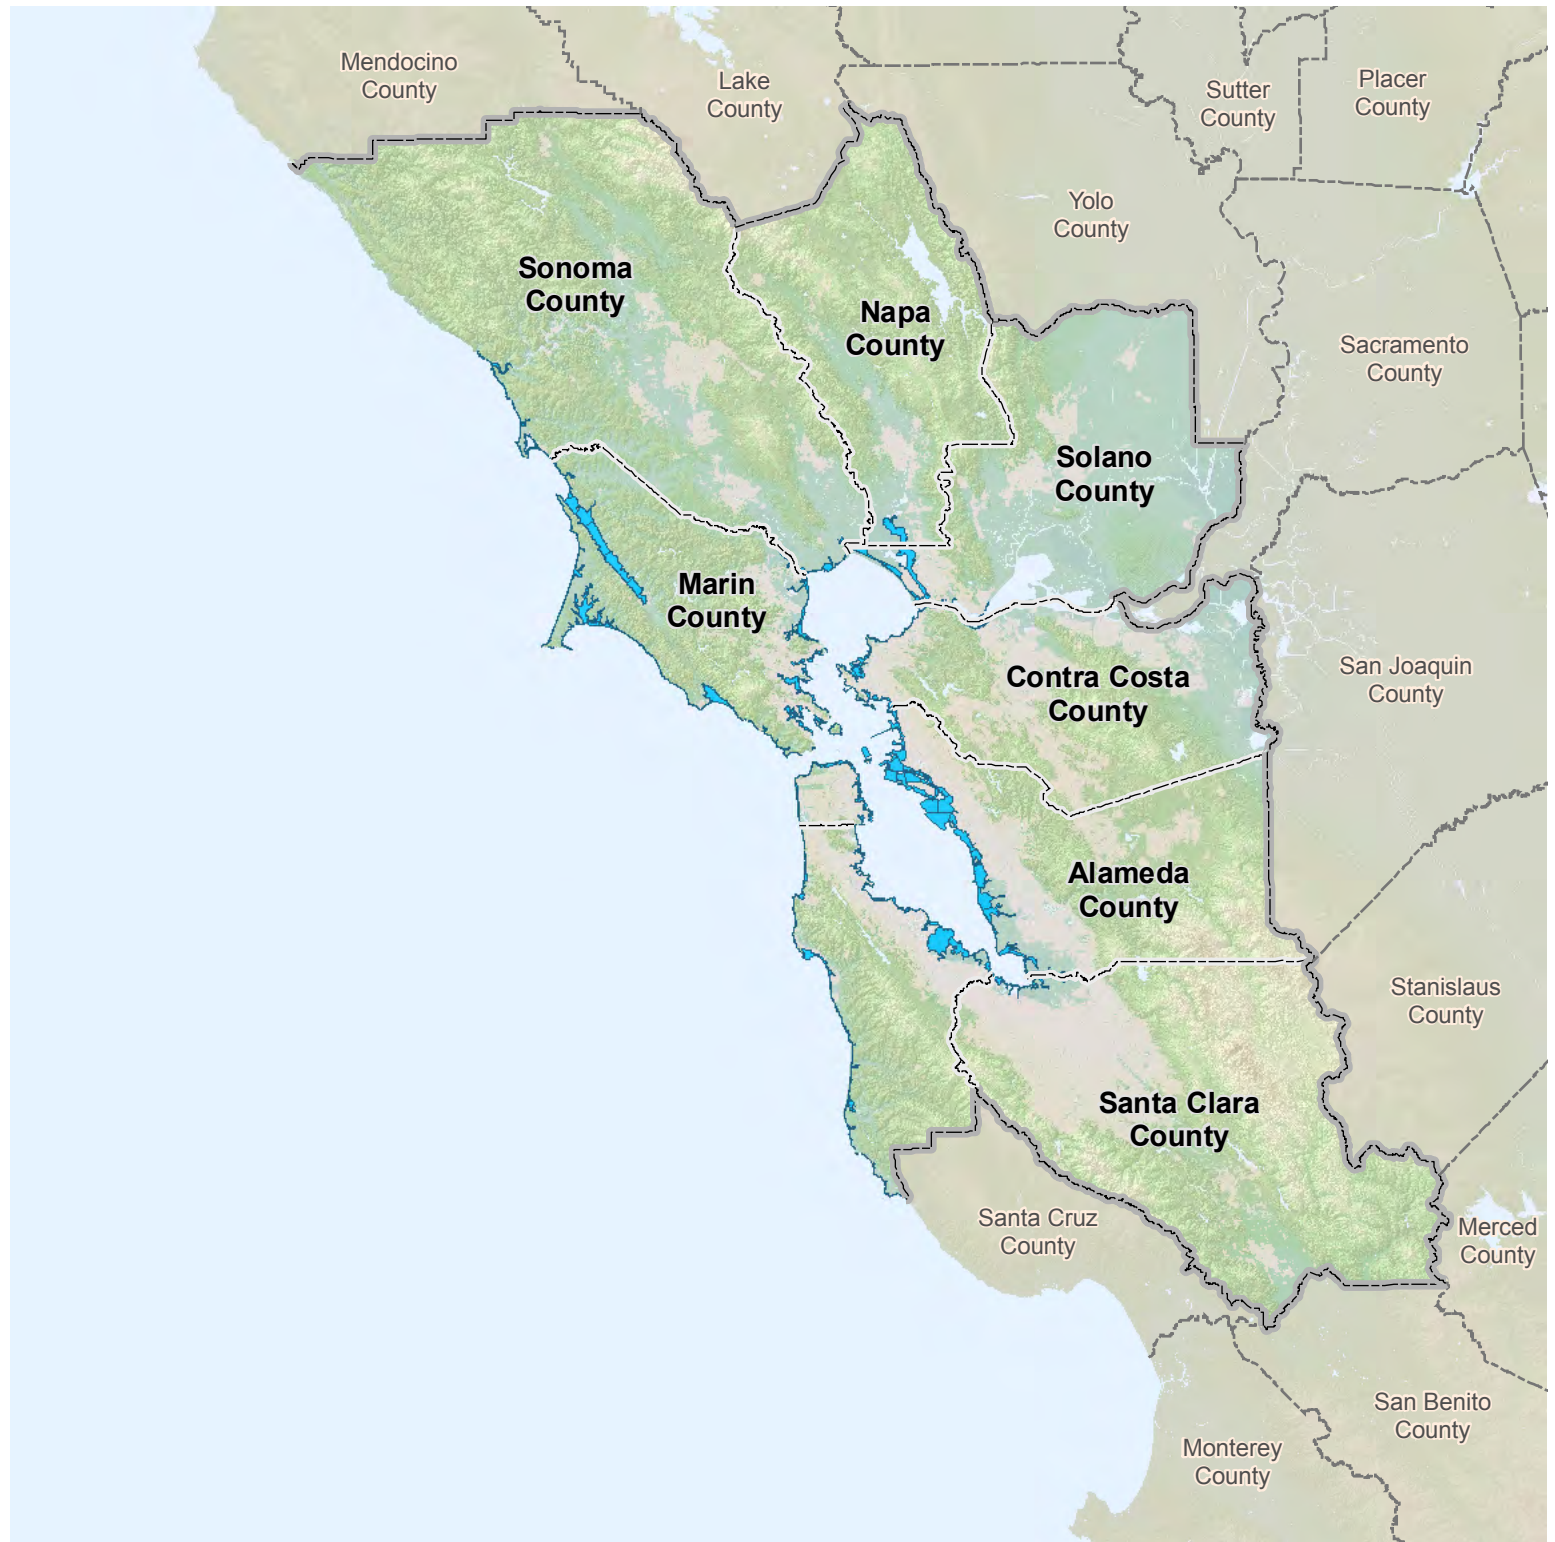 Mendocino
County
Lake
County
Sutter
County
Placer
County
Yolo
County
Sonoma
County
Napa
County
Sacramento
County
Solano
County
Marin
County
Contra Costa
County
San Joaquin
County
Alameda
County
Stanislaus
County
Santa Clara
County
Santa Cruz
County
Merced
County
San Benito
County
Monterey
County